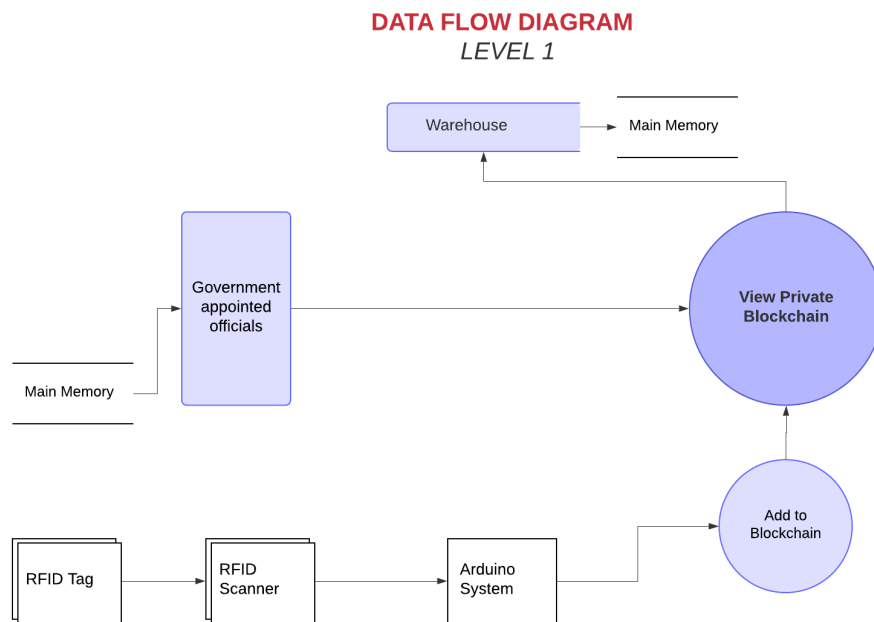 DATA FLOW DIAGRAM
LEVEL 1
Warehouse
Main Memory
Government
appointed
officials
View Private
Blockchain
Main Memory
Add to
Blockchain
RFID Tag
RFID
Scanner
Arduino
System